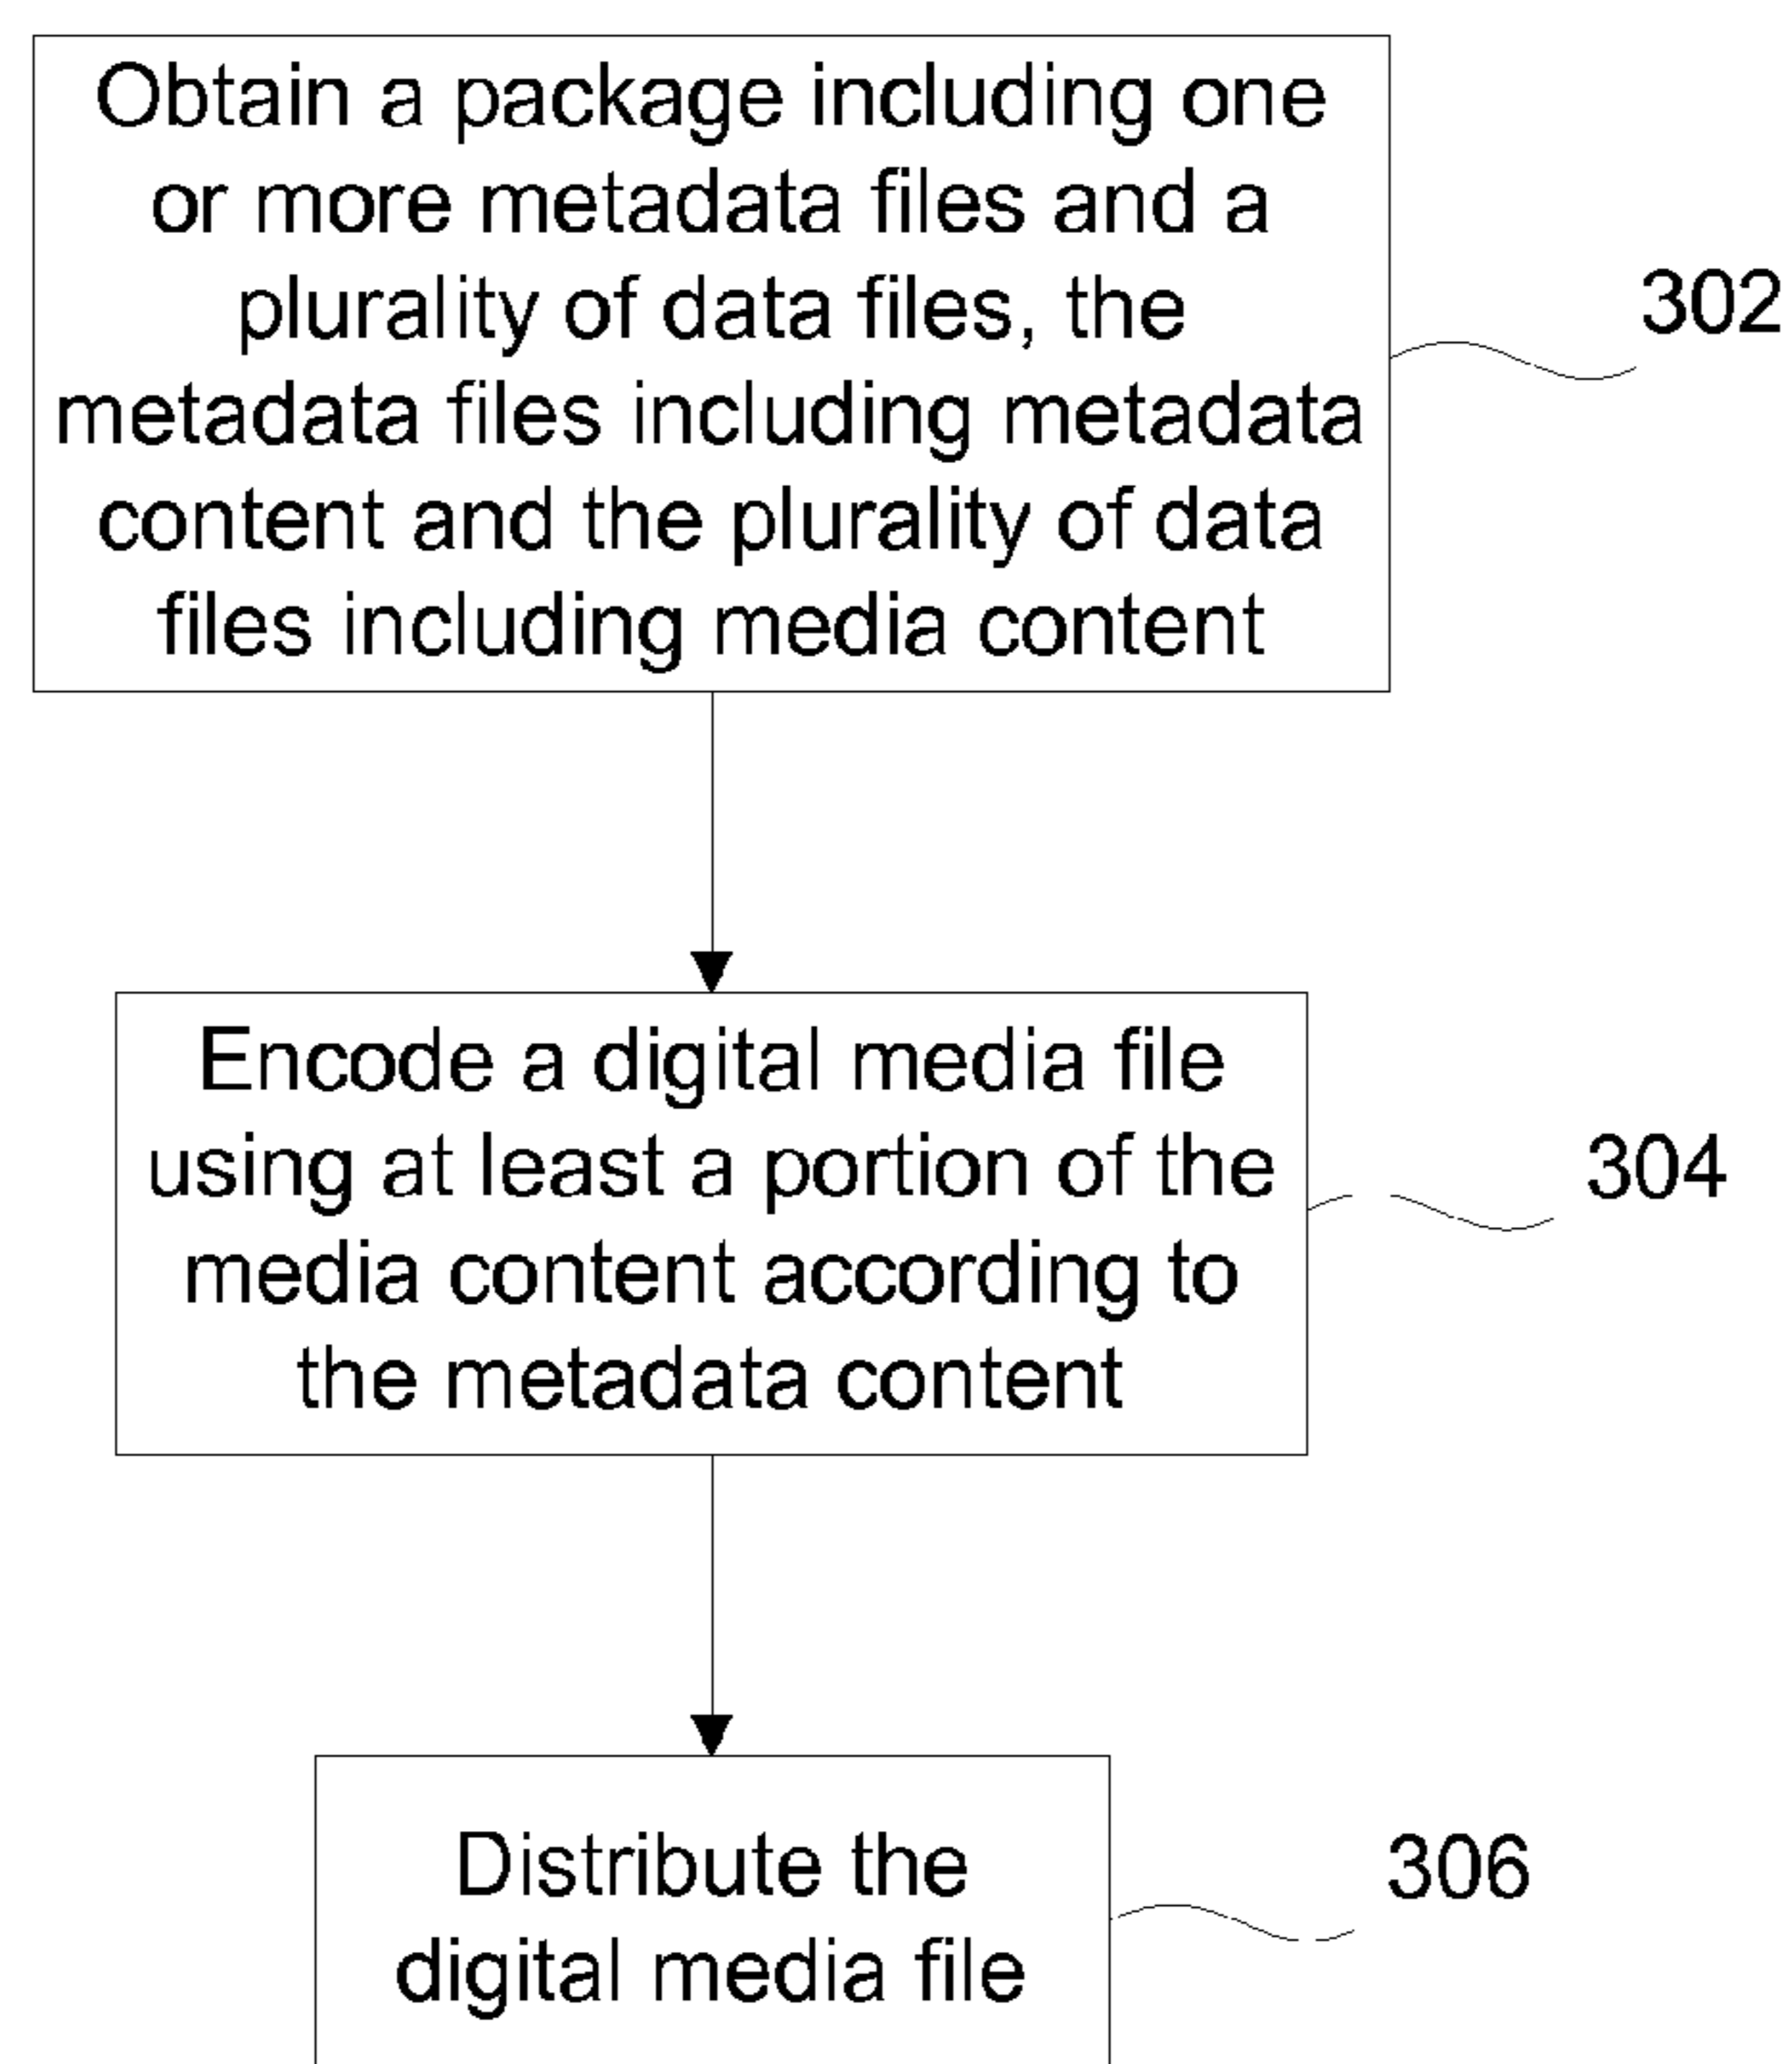 Obtain a package including one
or more metadata files and a
plurality of data files, the
metadata files including metadata
content and the plurality of data
files including media content
302
Encode a digital media file
using at least a portion of the
media content according to
the metadata content
304
Distribute the
digital media file
306